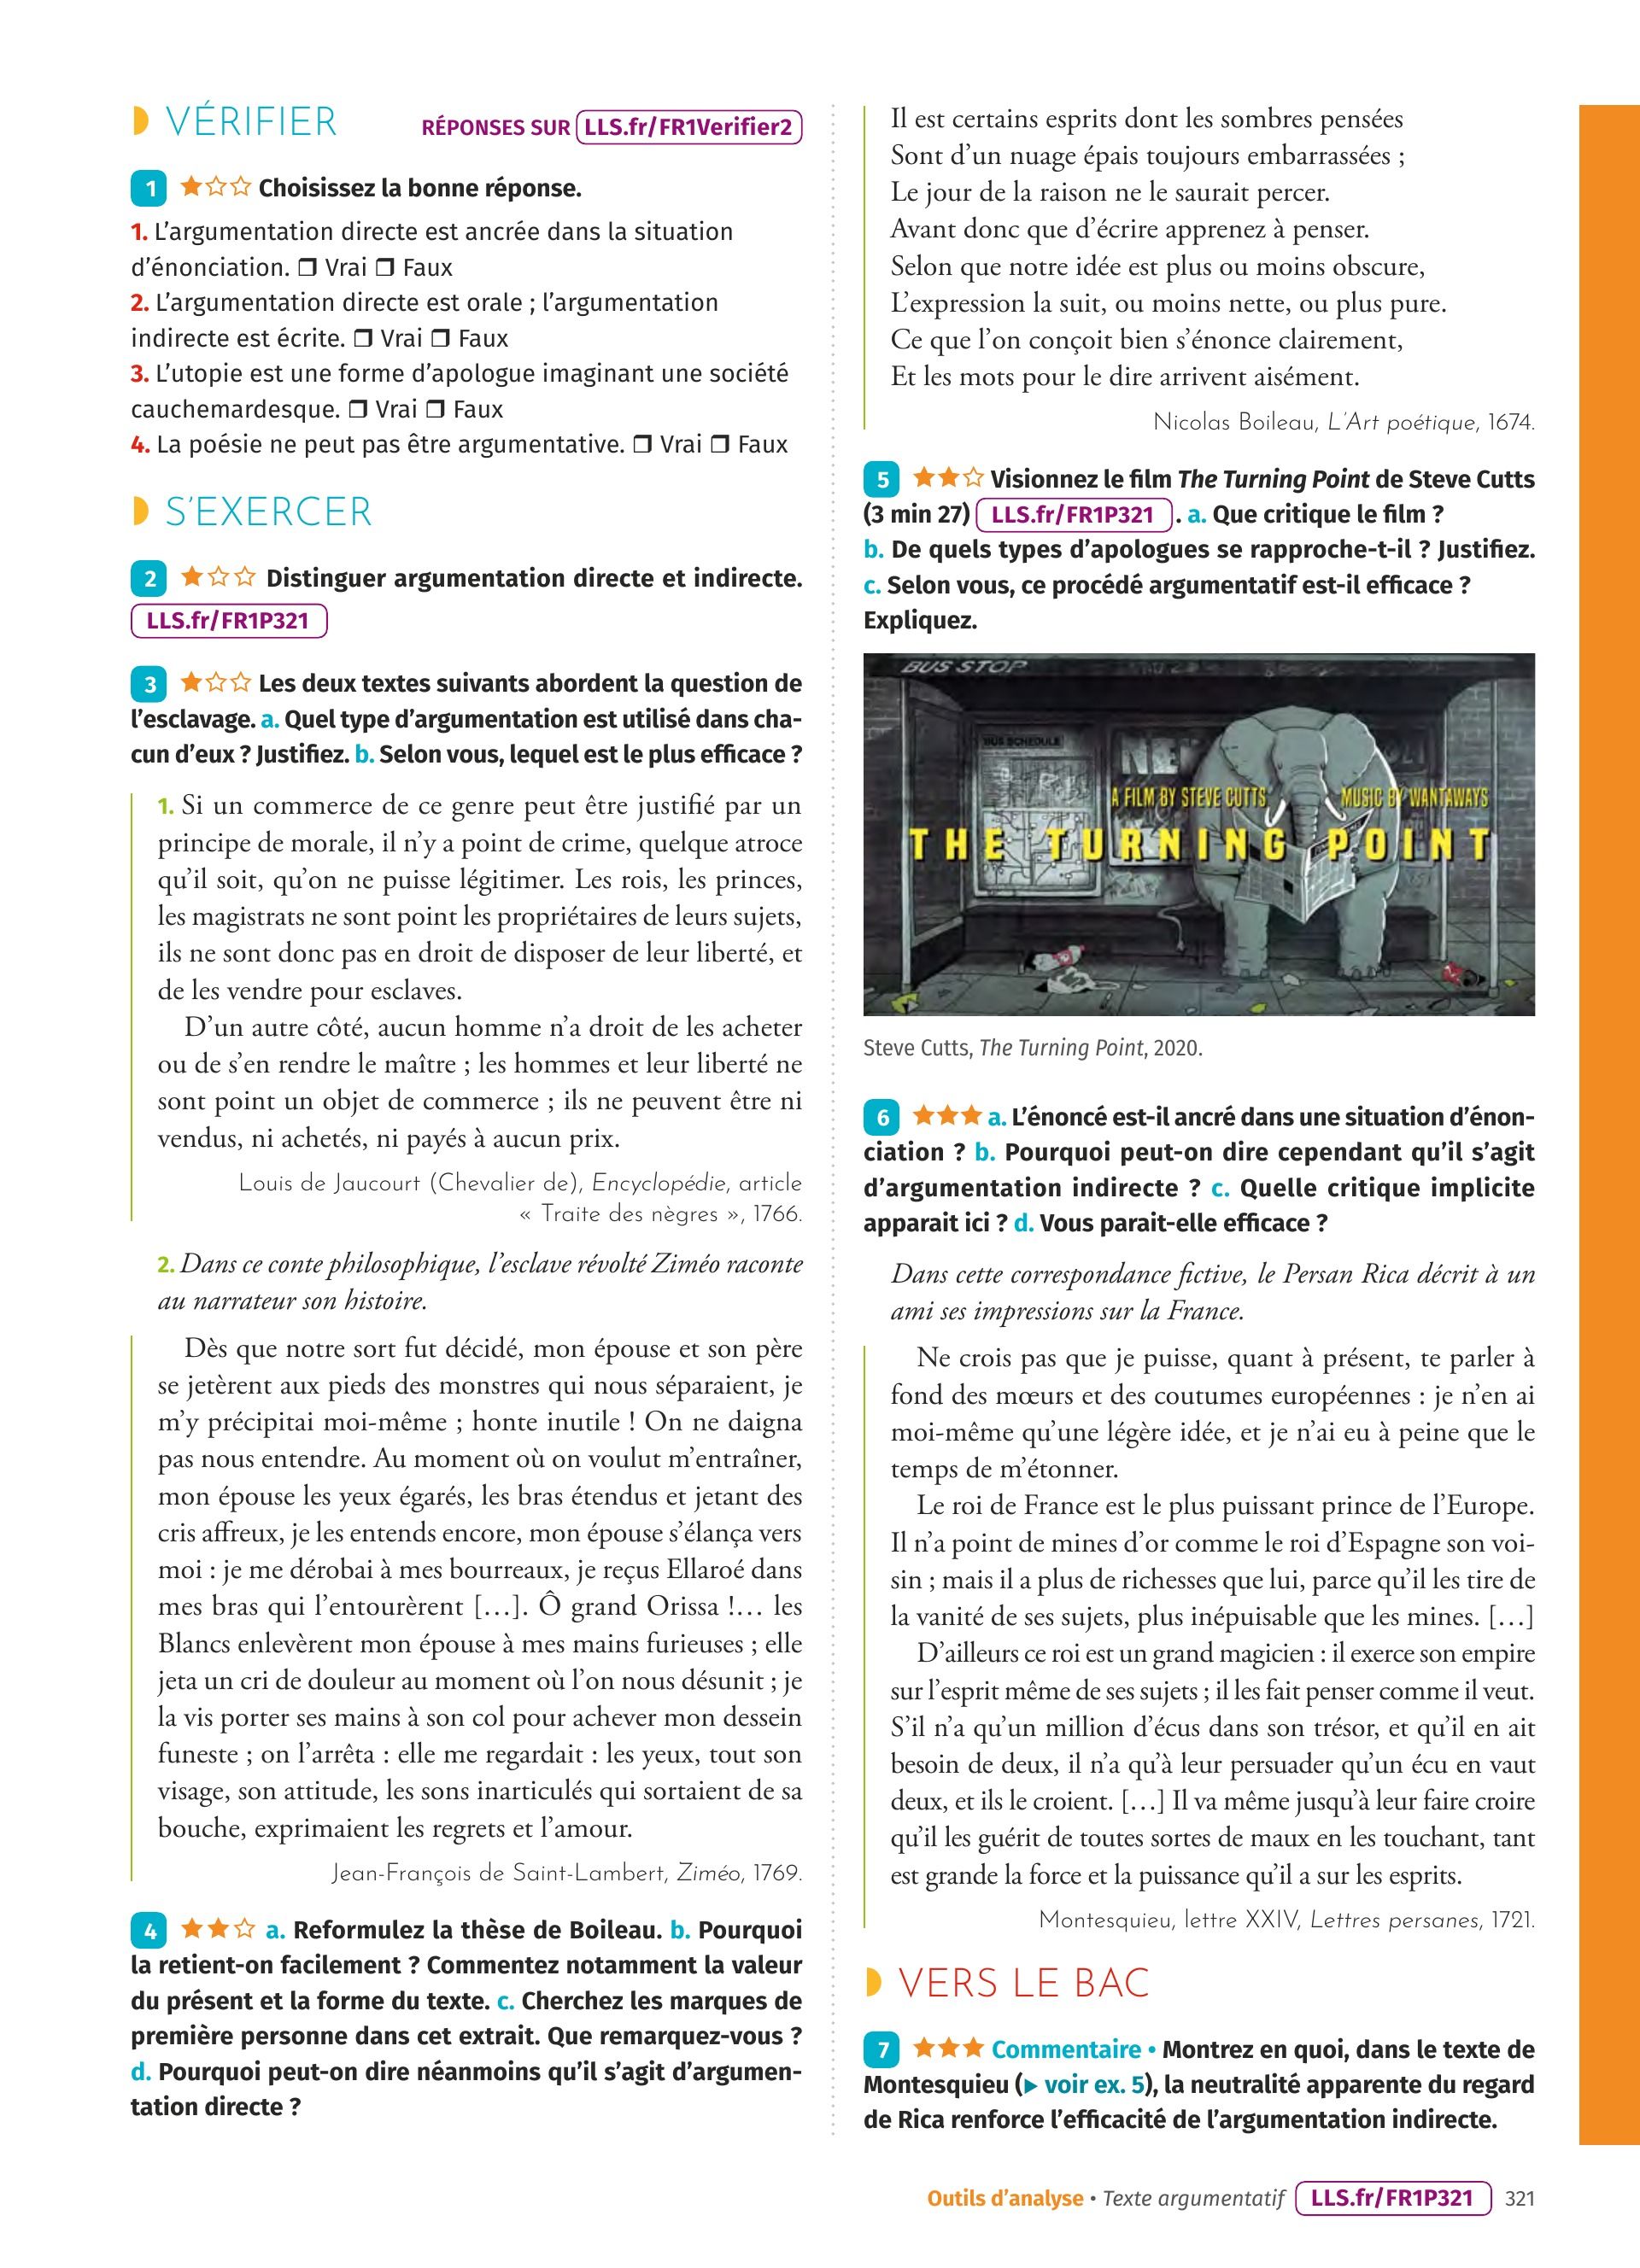 VÉRIFIER
RÉPONSES SUR LLS.fr/FR1Verifier2
1 ★☆☆ Choisissez la bonne réponse.
1. L'argumentation directe est ancrée dans la situation
d'énonciation. ❒ Vrai ❒ Faux
2. L'argumentation directe est orale ; l'argumentation
indirecte est écrite. ❒ Vrai ❒ Faux
3. L'utopie est une forme d'apologue imaginant une société
cauchemardesque. ❒ Vrai ❒ Faux
4. La poésie ne peut pas être argumentative. ❒ Vrai ❒ Faux
S'EXERCER
2 ★☆☆ Distinguer argumentation directe et indirecte.
LLS.fr/FR1P321
3 ★☆☆ Les deux textes suivants abordent la question de
l'esclavage. a. Quel type d'argumentation est utilisé dans cha-
cun d'eux ? Justifiez. b. Selon vous, lequel est le plus efficace ?
1. Si un commerce de ce genre peut être justifié par un
principe de morale, il n'y a point de crime, quelque atroce
qu'il soit, qu'on ne puisse légitimer. Les rois, les princes,
les magistrats ne sont point les propriétaires de leurs sujets,
ils ne sont donc pas en droit de disposer de leur liberté, et
de les vendre pour esclaves.
D'un autre côté, aucun homme n'a droit de les acheter
ou de s'en rendre le maître ; les hommes et leur liberté ne
sont point un objet de commerce ; ils ne peuvent être ni
vendus, ni achetés, ni payés à aucun prix.
Louis de Jaucourt (Chevalier de), Encyclopédie, article
« Traite des nègres », 1766.
2. Dans ce conte philosophique, l'esclave révolté Ziméo raconte
au narrateur son histoire.
Dès que notre sort fut décidé, mon épouse et son père
se jetèrent aux pieds des monstres qui nous séparaient, je
m'y précipitai moi-même ; honte inutile ! On ne daigna
pas nous entendre. Au moment où on voulut m'entraîner,
mon épouse les yeux égarés, les bras étendus et jetant des
cris affreux, je les entends encore, mon épouse s'élança vers
moi : je me dérobai à mes bourreaux, je reçus Ellaroé dans
mes bras qui l'entourèrent […]. Ô grand Orissa !… les
Blancs enlevèrent mon épouse à mes mains furieuses ; elle
jeta un cri de douleur au moment où l'on nous désunit ; je
la vis porter ses mains à son col pour achever mon dessein
funeste ; on l'arrêta : elle me regardait : les yeux, tout son
visage, son attitude, les sons inarticulés qui sortaient de sa
bouche, exprimaient les regrets et l'amour.
Jean-François de Saint-Lambert, Ziméo, 1769.
4 ★★☆ a. Reformulez la thèse de Boileau. b. Pourquoi
la retient-on facilement ? Commentez notamment la valeur
du présent et la forme du texte. c. Cherchez les marques de
première personne dans cet extrait. Que remarquez-vous ?
d. Pourquoi peut-on dire néanmoins qu'il s'agit d'argumen-
tation directe ?
Il est certains esprits dont les sombres pensées
Sont d'un nuage épais toujours embarrassées ;
Le jour de la raison ne le saurait percer.
Avant donc que d'écrire apprenez à penser.
Selon que notre idée est plus ou moins obscure,
L'expression la suit, ou moins nette, ou plus pure.
Ce que l'on conçoit bien s'énonce clairement,
Et les mots pour le dire arrivent aisément.
Nicolas Boileau, L'Art poétique, 1674.
5 ★★☆ Visionnez le film The Turning Point de Steve Cutts
(3 min 27) LLS.fr/FR1P321 . a. Que critique le film ?
b. De quels types d'apologues se rapproche-t-il ? Justifiez.
c. Selon vous, ce procédé argumentatif est-il efficace ?
Expliquez.
BUS STOP
BUS SCHEDULE
A FILM BY STEVE CUTTS MUSIC BY WANTAWAYS
THE TURNING POINT
Steve Cutts, The Turning Point, 2020.
6 ★★★ a. L'énoncé est-il ancré dans une situation d'énon-
ciation ? b. Pourquoi peut-on dire cependant qu'il s'agit
d'argumentation indirecte ? c. Quelle critique implicite
apparait ici ? d. Vous parait-elle efficace ?
Dans cette correspondance fictive, le Persan Rica décrit à un
ami ses impressions sur la France.
Ne crois pas que je puisse, quant à présent, te parler à
fond des mœurs et des coutumes européennes : je n'en ai
moi-même qu'une légère idée, et je n'ai eu à peine que le
temps de m'étonner.
Le roi de France est le plus puissant prince de l'Europe.
Il n'a point de mines d'or comme le roi d'Espagne son voi-
sin ; mais il a plus de richesses que lui, parce qu'il les tire de
la vanité de ses sujets, plus inépuisable que les mines. […]
D'ailleurs ce roi est un grand magicien : il exerce son empire
sur l'esprit même de ses sujets ; il les fait penser comme il veut.
S'il n'a qu'un million d'écus dans son trésor, et qu'il en ait
besoin de deux, il n'a qu'à leur persuader qu'un écu en vaut
deux, et ils le croient. […] Il va même jusqu'à leur faire croire
qu'il les guérit de toutes sortes de maux en les touchant, tant
est grande la force et la puissance qu'il a sur les esprits.
Montesquieu, lettre XXIV, Lettres persanes, 1721.
VERS LE BAC
7 ★★★ Commentaire • Montrez en quoi, dans le texte de
Montesquieu (▶ voir ex. 5), la neutralité apparente du regard
de Rica renforce l'efficacité de l'argumentation indirecte.
Outils d'analyse • Texte argumentatif LLS.fr/FR1P321 321